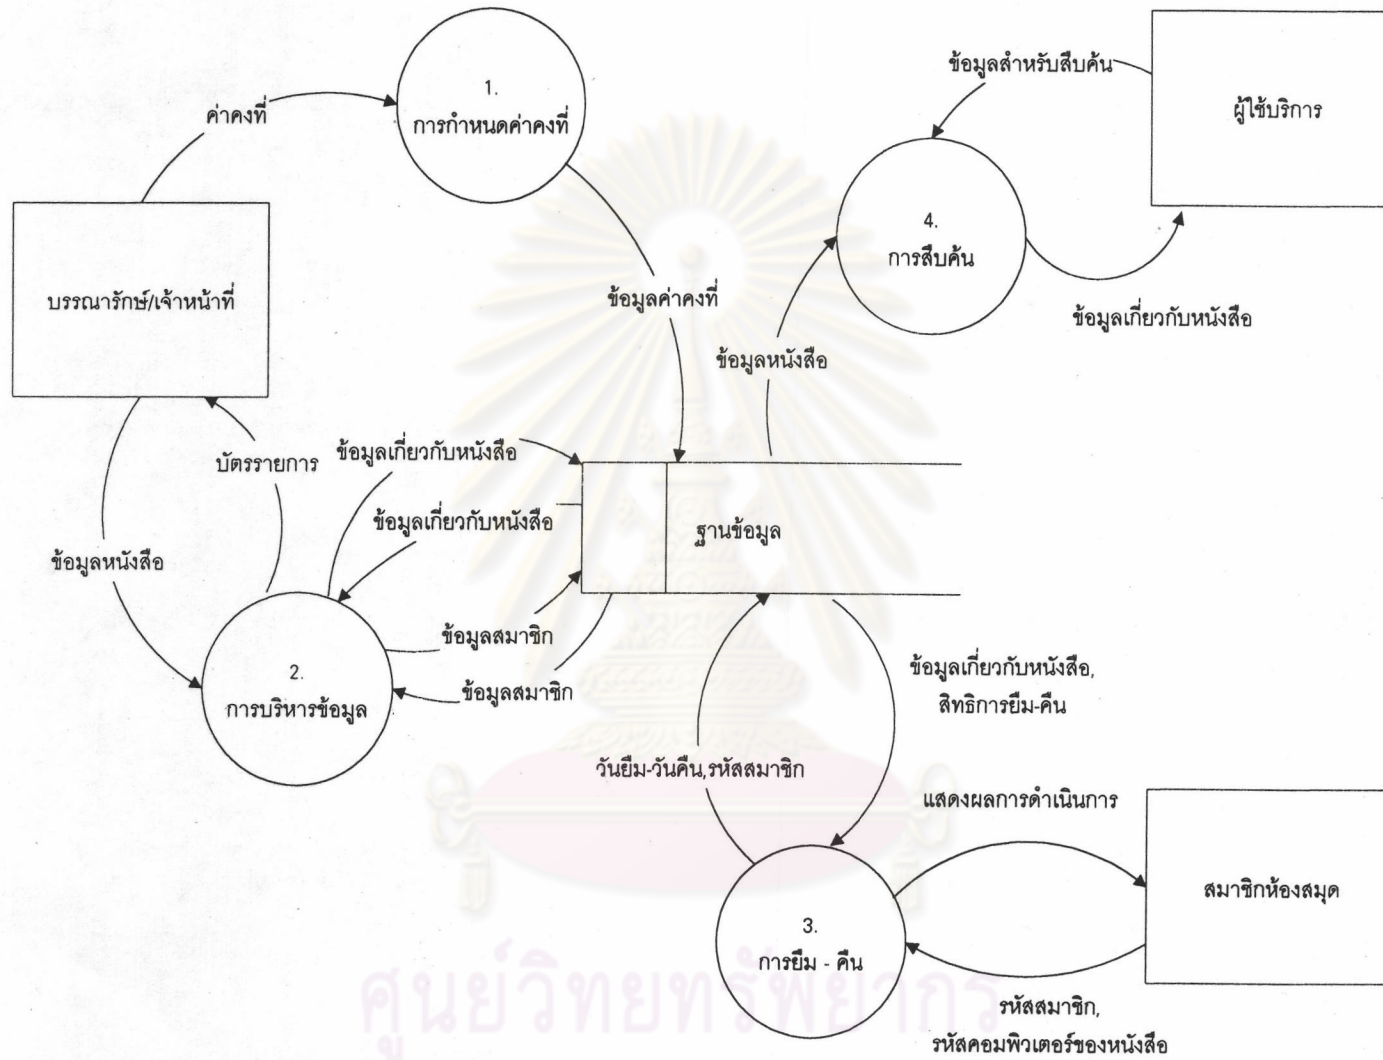 1.
การกำหนดค่าคงที่
ค่าคงที่
ข้อมูลสำหรับสืบค้น
ผู้ใช้บริการ
4.
การสืบค้น
บรรณารักษ์/เจ้าหน้าที่
ข้อมูลค่าคงที่
ข้อมูลเกี่ยวกับหนังสือ
ข้อมูลหนังสือ
บัตรรายการ
ข้อมูลเกี่ยวกับหนังสือ
ข้อมูลเกี่ยวกับหนังสือ
ฐานข้อมูล
ข้อมูลหนังสือ
ข้อมูลสมาชิก
ข้อมูลสมาชิก
2.
การบริหารข้อมูล
ข้อมูลเกี่ยวกับหนังสือ,
สิทธิการยืม-คืน
วันยืม-วันคืน,รหัสสมาชิก
แสดงผลการดำเนินการ
สมาชิกห้องสมุด
3.
การยืม - คืน
รหัสสมาชิก,
รหัสคอมพิวเตอร์ของหนังสือ
ศูนย์วิทยทรัพยากร